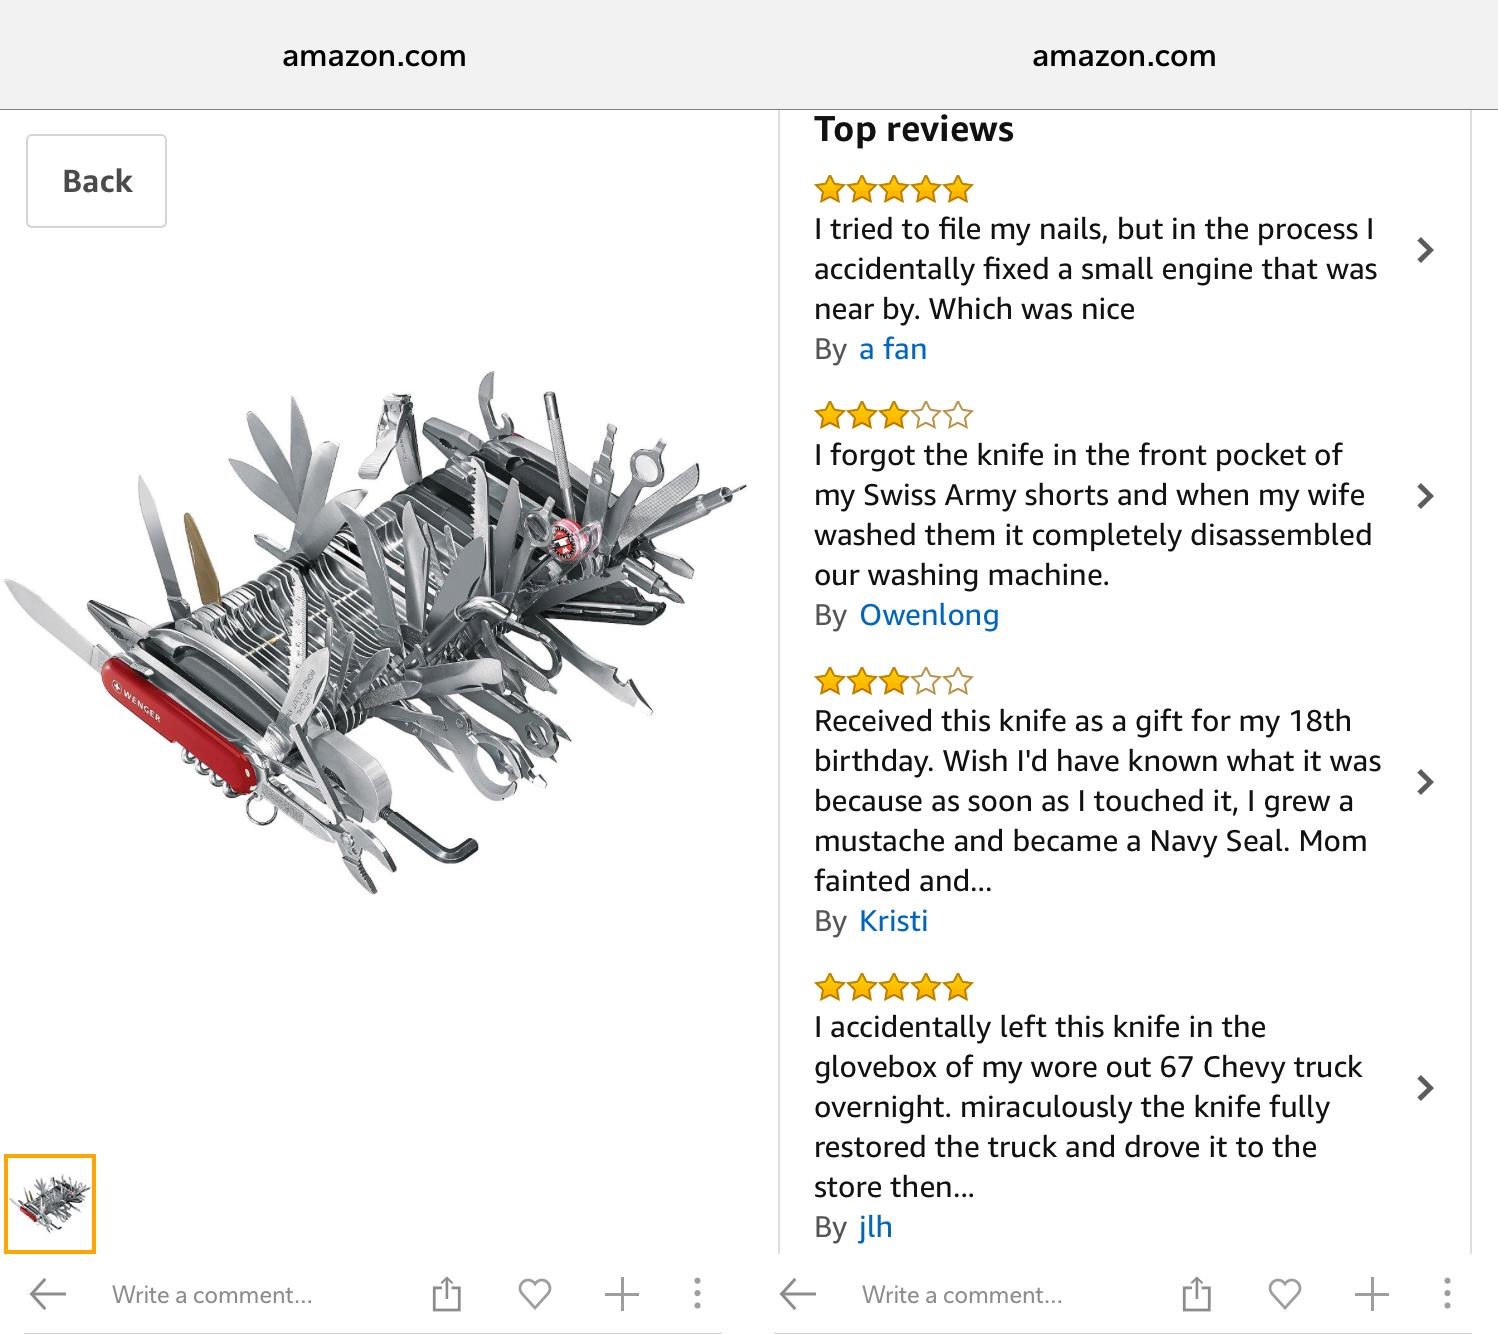 amazon.com
Back
WENGER
Write a comment...
amazon.com
Top reviews
I tried to file my nails, but in the process I
accidentally fixed a small engine that was
near by. Which was nice
By a fan
I forgot the knife in the front pocket of
my Swiss Army shorts and when my wife
washed them it completely disassembled
our washing machine.
By Owenlong
Received this knife as a gift for my 18th
birthday. Wish I'd have known what it was
because as soon as I touched it, I grew a
mustache and became a Navy Seal. Mom
fainted and...
By Kristi
I accidentally left this knife in the
glovebox of my wore out 67 Chevy truck
overnight. miraculously the knife fully
restored the truck and drove it to the
store then...
By jlh
Write a comment...